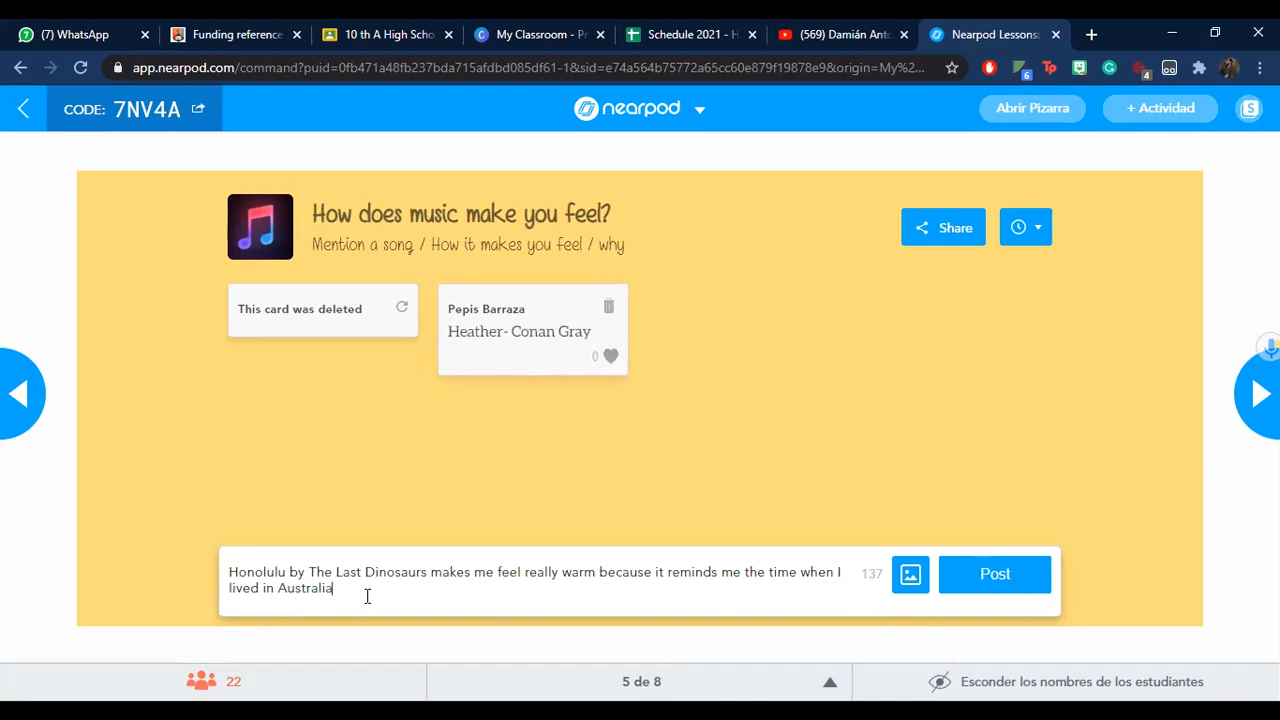 (7) WhatsApp
Funding reference
10 th A High Scho
My Classroom - Pr
Schedule 2021 - H
(569) Damián Anto
Nearpod Lessons:
app.nearpod.com/command?puid=0fb471a48fb237bda715afdbd085df61-1&sid=e74a564b75772a65cc60e879f19878e9&origin=My%2...
6
4
CODE: 7NV4A
nearpod
Abrir Pizarra
+ Actividad
S
How does music make you feel?
Mention a song / How it makes you feel / why
Share
This card was deleted
Pepis Barraza
Heather- Conan Gray
0
Honolulu by The Last Dinosaurs makes me feel really warm because it reminds me the time when I
lived in Australia
137
Post
22
5 de 8
Esconder los nombres de los estudiantes